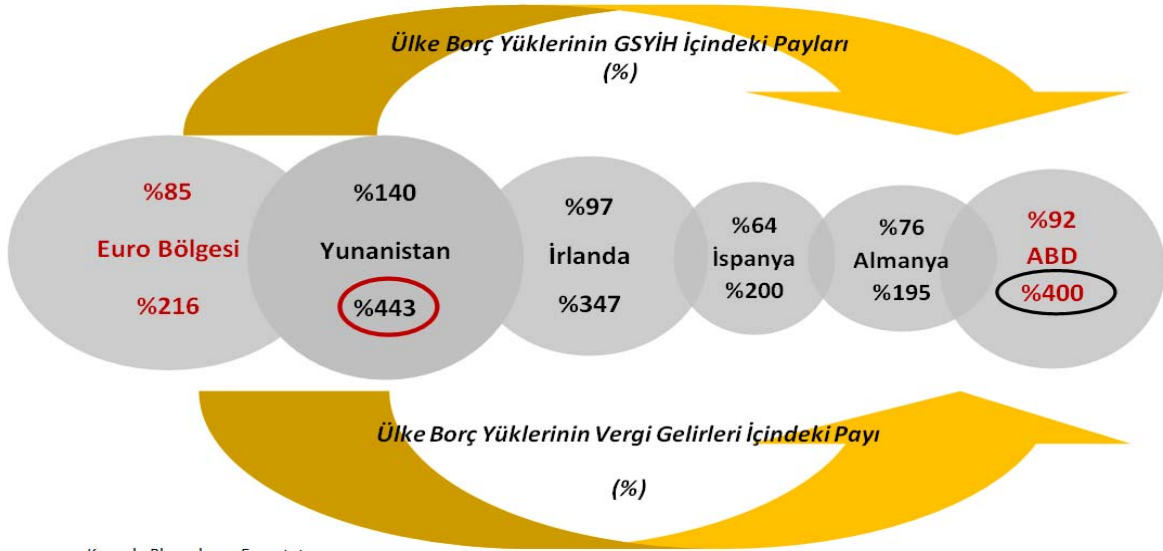 Ülke Borç Yüklerinin GSYİH İçindeki Payları
(%)
%85
Euro Bölgesi
%216
%140
Yunanistan
%443
%97
İrlanda
%347
%64
İspanya
%200
%76
Almanya
%195
%92
ABD
%400
Ülke Borç Yüklerinin Vergi Gelirleri İçindeki Payı
(%)